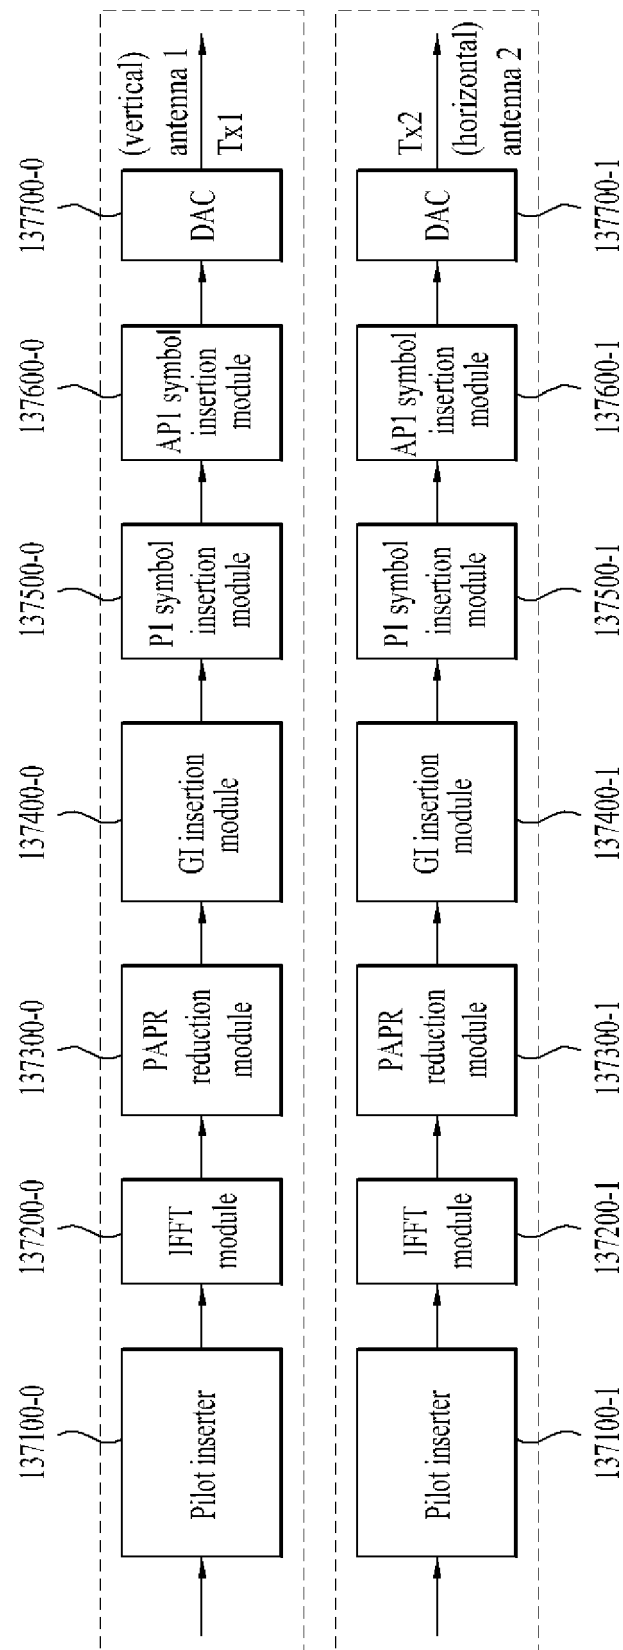 137100-0
137200-0
137300-0
137400-0
137500-0
137600-0
137700-0
Pilot inserter
IFFT
module
PAPR
reduction
module
GI insertion
module
P1 symbol
insertion
module
AP1 symbol
insertion
module
DAC
(vertical)
antenna 1
Tx1
Pilot inserter
IFFT
module
PAPR
reduction
module
GI insertion
module
P1 symbol
insertion
module
AP1 symbol
insertion
module
DAC
Tx2
(horizontal)
antenna 2
137100-1
137200-1
137300-1
137400-1
137500-1
137600-1
137700-1